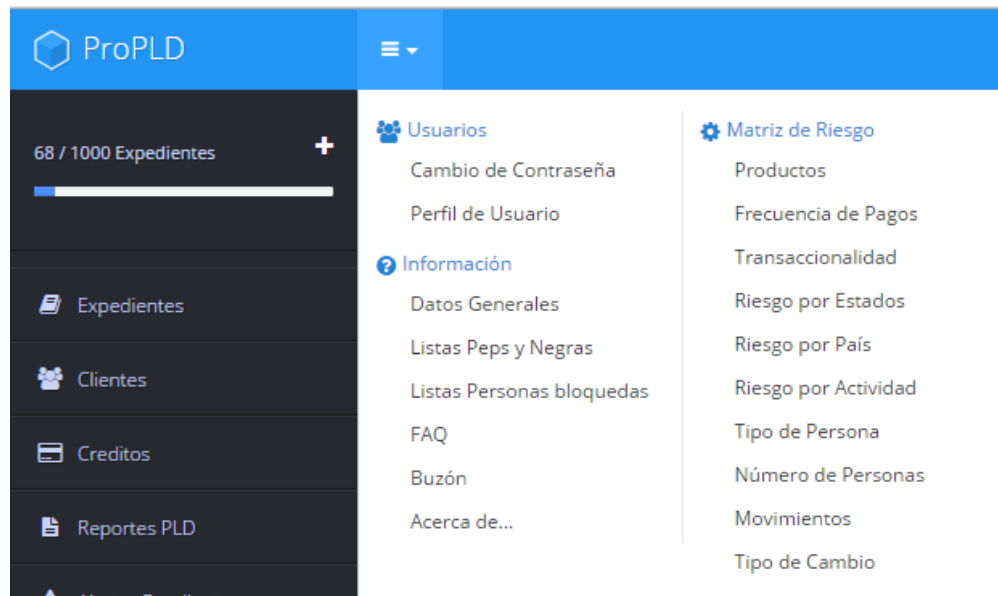 ProPLD
68 / 1000 Expedientes
Expedientes
Clientes
Creditos
Reportes PLD
Usuarios
Cambio de Contraseña
Perfil de Usuario
Información
Datos Generales
Listas Peps y Negras
Listas Personas bloquedas
FAQ
Buzón
Acerca de...
Matriz de Riesgo
Productos
Frecuencia de Pagos
Transaccionalidad
Riesgo por Estados
Riesgo por País
Riesgo por Actividad
Tipo de Persona
Número de Personas
Movimientos
Tipo de Cambio